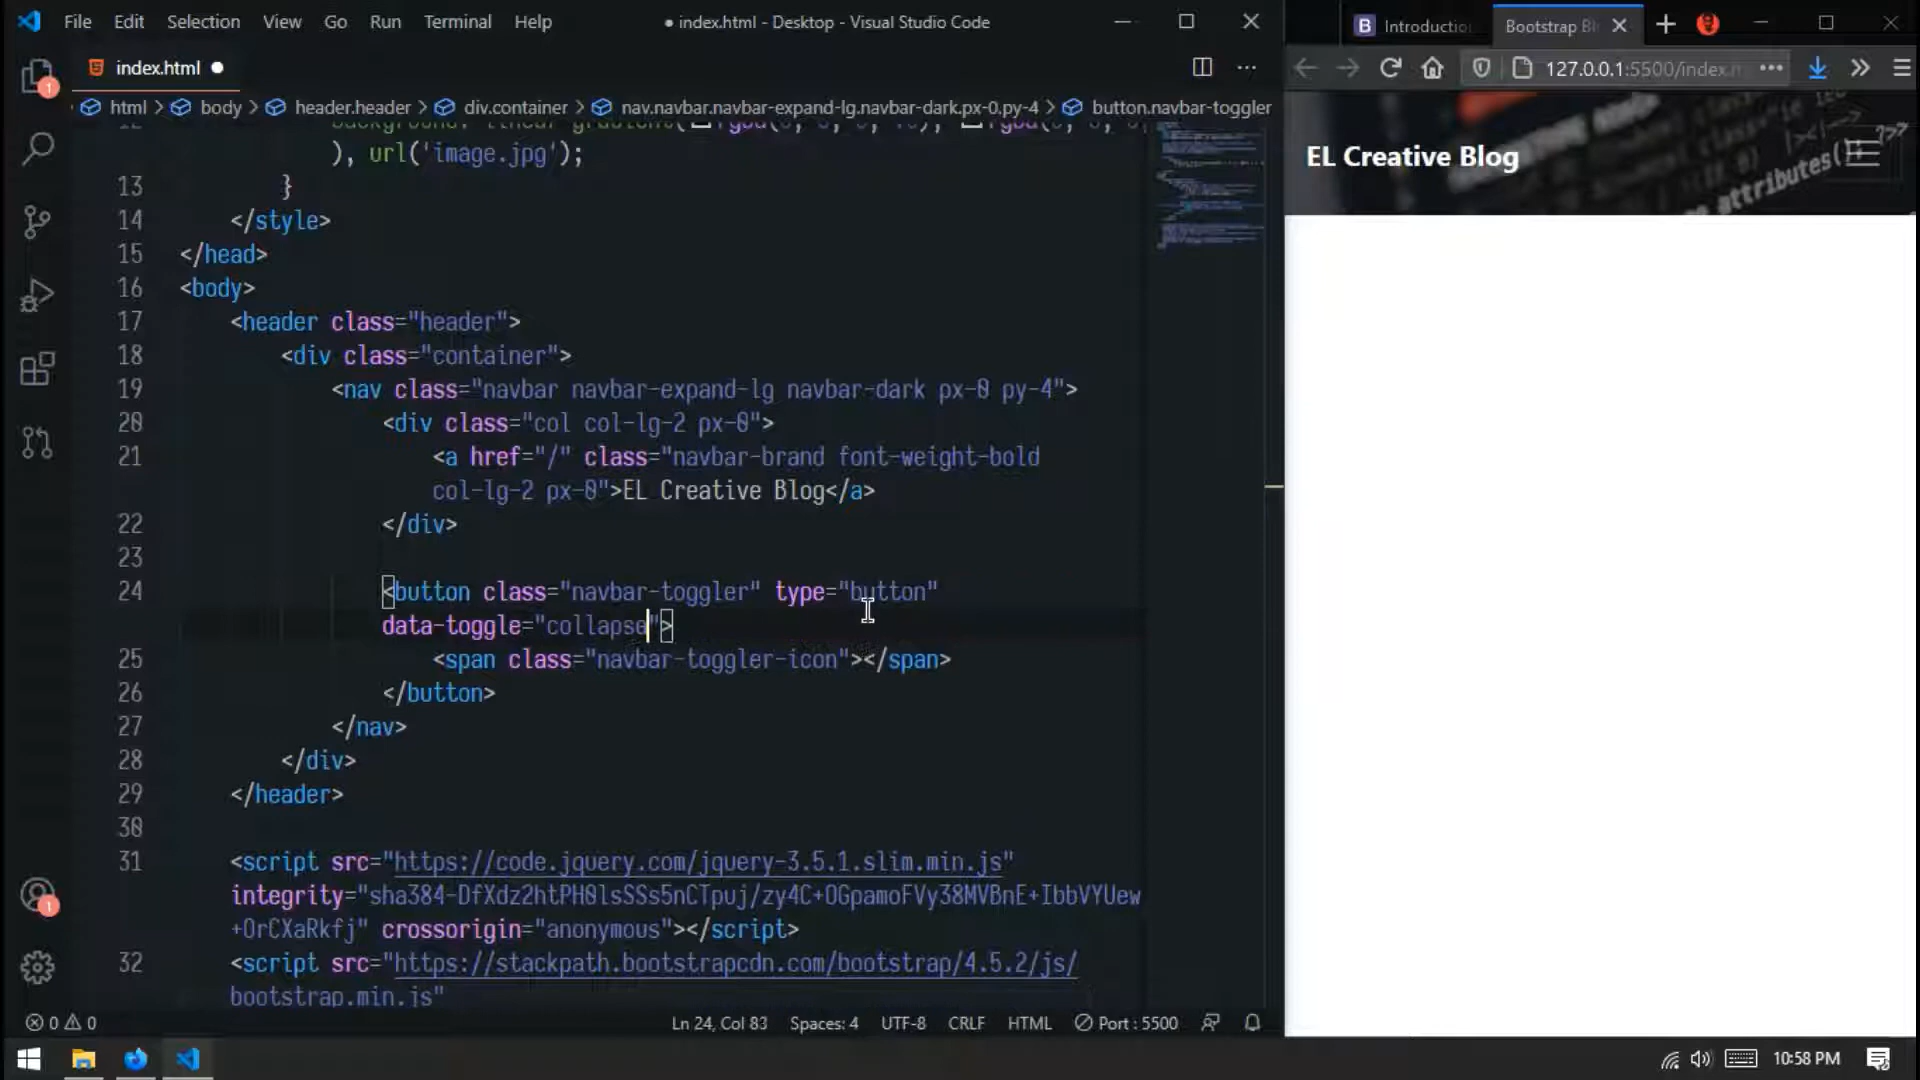 File Edit Selection View Go Run Terminal Help
● index.html - Desktop - Visual Studio Code
index.html ●
html > body > header.header > div.container > nav.navbar.navbar-expand-lg.navbar-dark.px-0.py-4 > button.navbar-toggler
), url('image.jpg');
13 }
14 </style>
15 </head>
16 <body>
17 <header class="header">
18 <div class="container">
19 <nav class="navbar navbar-expand-lg navbar-dark px-0 py-4">
20 <div class="col col-lg-2 px-0">
21 <a href="/" class="navbar-brand font-weight-bold
col-lg-2 px-0">EL Creative Blog</a>
22 </div>
23
24 <button class="navbar-toggler" type="button"
data-toggle="collapse">
25 <span class="navbar-toggler-icon"></span>
26 </button>
27 </nav>
28 </div>
29 </header>
30
31 <script src="https://code.jquery.com/jquery-3.5.1.slim.min.js"
integrity="sha384-DfXdz2htPH0lsSSs5nCTpuj/zy4C+OGpamoFVy38MVBnE+IbbVYUew
+OrCXaRkfj" crossorigin="anonymous"></script>
32 <script src="https://stackpath.bootstrapcdn.com/bootstrap/4.5.2/js/
bootstrap.min.js"
0 0
Ln 24, Col 83 Spaces: 4 UTF-8 CRLF HTML Port : 5500
1
1
B Introduction
Bootstrap Bl
127.0.0.1:5500/index.h
EL Creative Blog
attributes()
10:58 PM